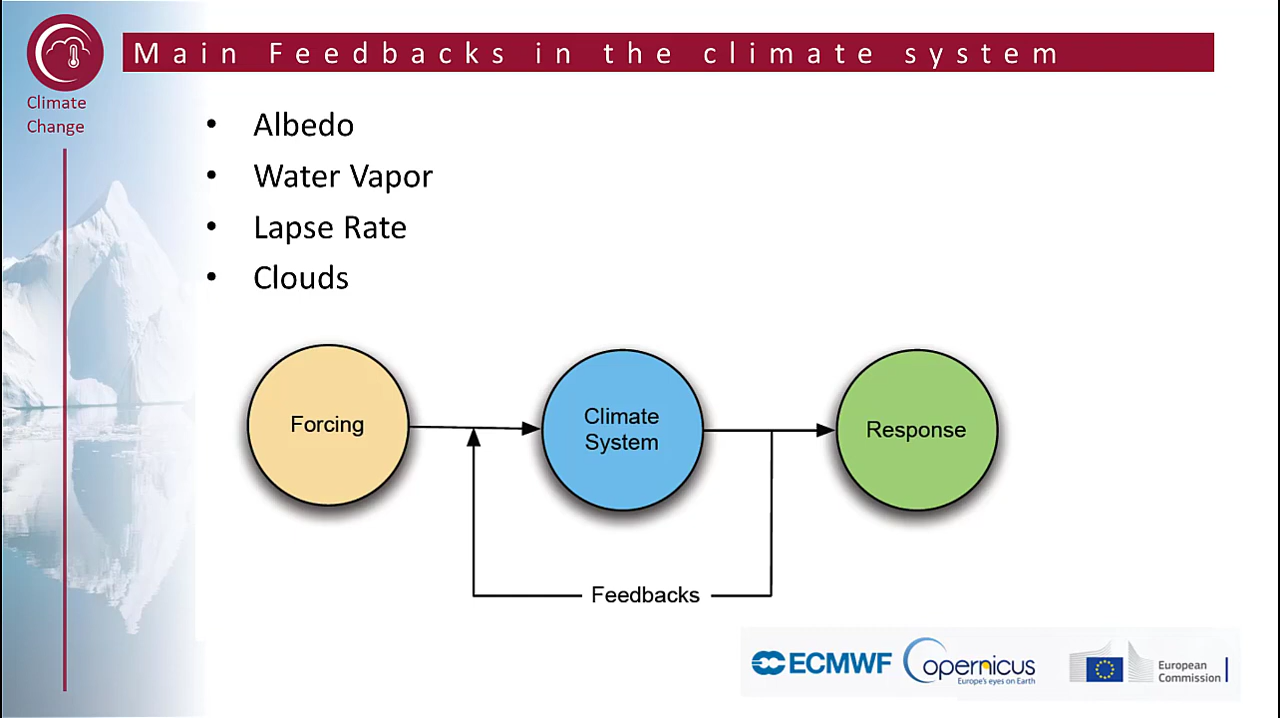 Main Feedbacks in the climate system
Climate
Change
• Albedo
• Water Vapor
• Lapse Rate
• Clouds
Forcing
Climate
System
Response
Feedbacks
ECMWF
Copernicus
Europe's eyes on Earth
European
Commission